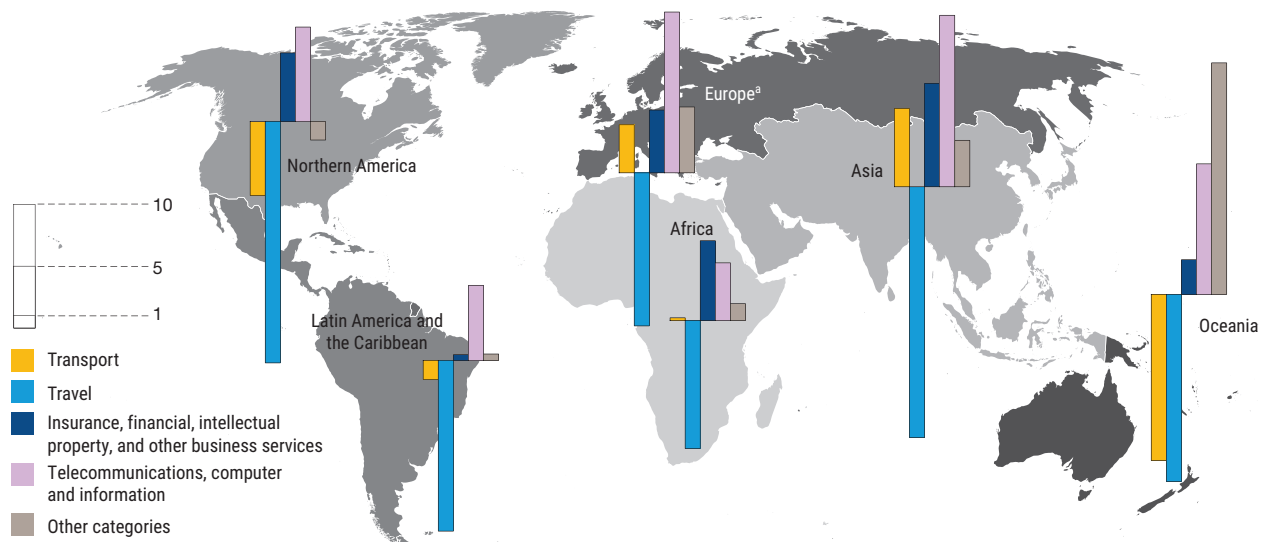 Europeᵃ
Northern America
Asia
10
Africa
5
1
Latin America and
the Caribbean
Oceania
Transport
Travel
Insurance, financial, intellectual
property, and other business services
Telecommunications, computer
and information
Other categories